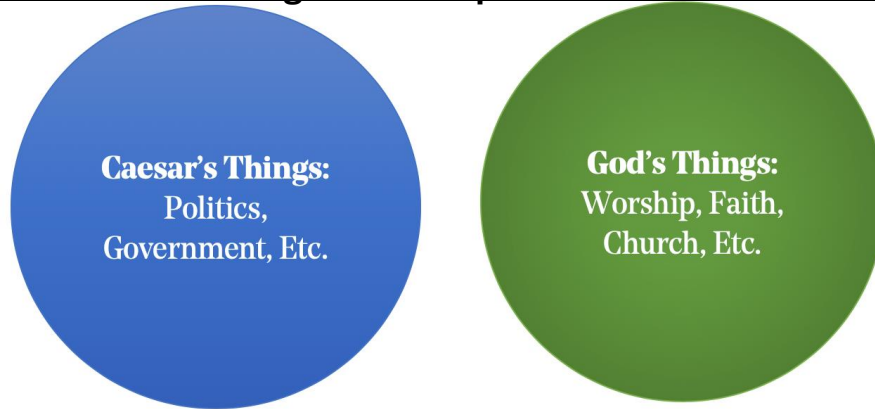 Caesar’s Things:
Politics,
Government, Etc.
God’s Things:
Worship, Faith,
Church, Etc.